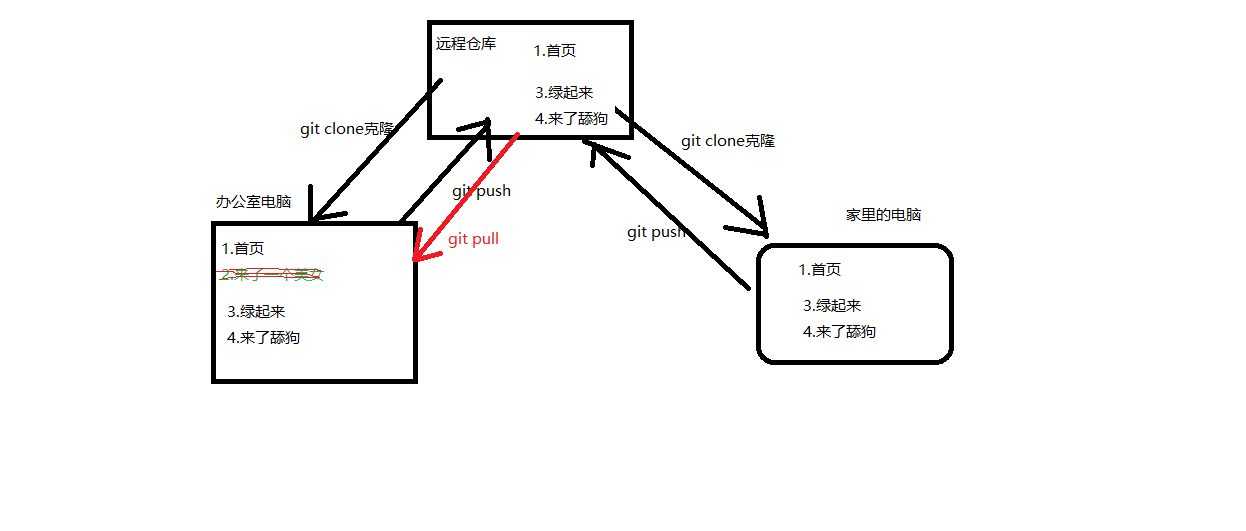 远程仓库
1.首页
3.绿起来
4.来了舔狗
git clone克隆
git clone克隆
办公室电脑
git push
家里的电脑
git pull
git push
1.首页
2.来了一个美女
3.绿起来
4.来了舔狗
1.首页
3.绿起来
4.来了舔狗